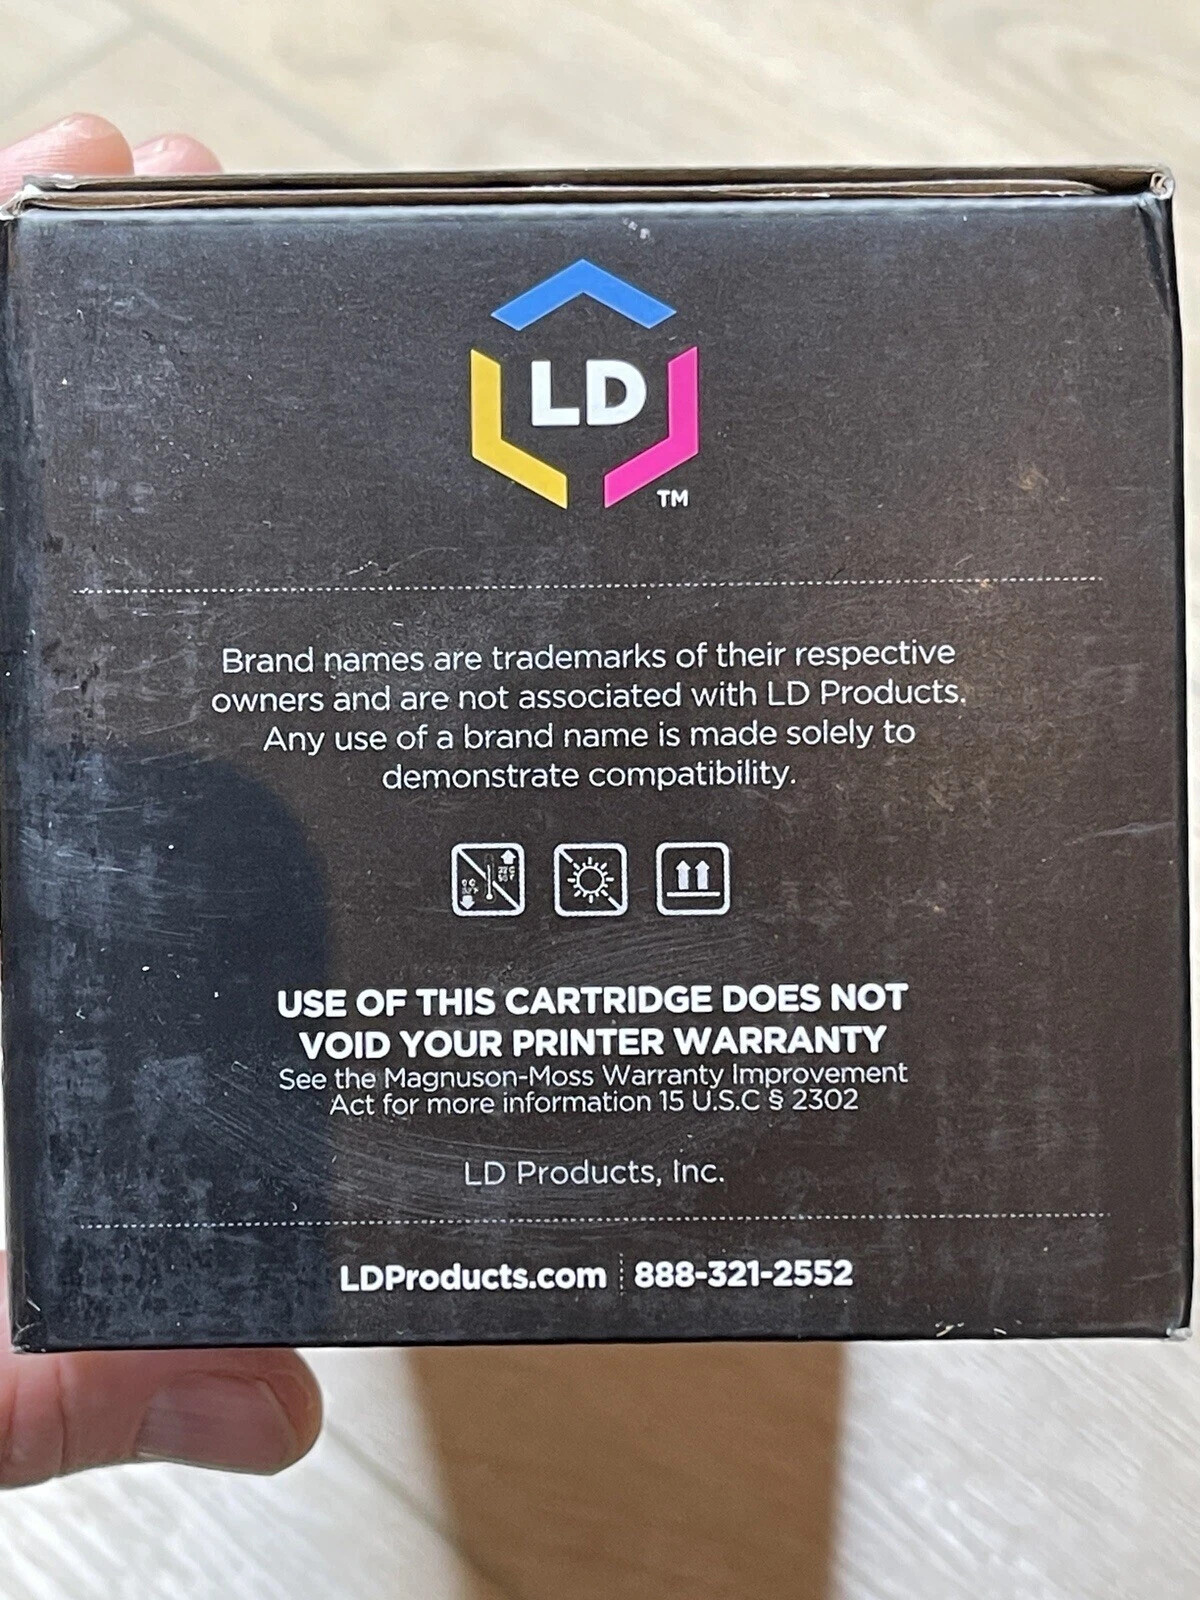 LD
TM
Brand names are trademarks of their respective
owners and are not associated with LD Products.
Any use of a brand name is made solely to
demonstrate compatibility.
USE OF THIS CARTRIDGE DOES NOT
VOID YOUR PRINTER WARRANTY
See the Magnuson-Moss Warranty Improvement
Act for more information 15 U.S.C § 2302
LD Products, Inc.
LDProducts.com 888-321-2552